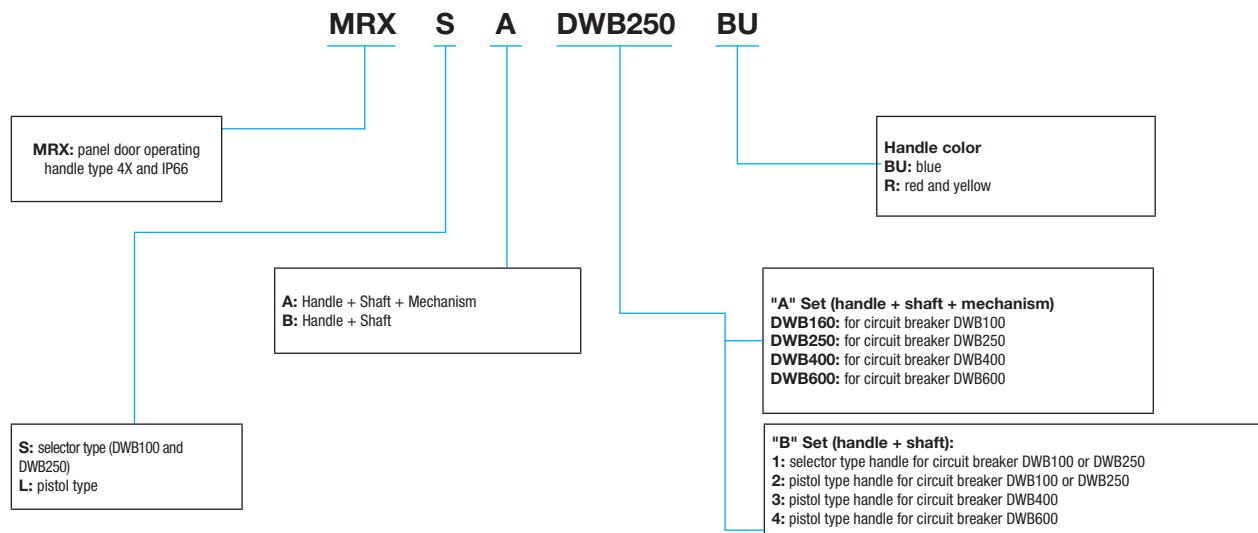 MRX S A DWB250 BU
MRX: panel door operating
handle type 4X and IP66
Handle color
BU: blue
R: red and yellow
A: Handle + Shaft + Mechanism
B: Handle + Shaft
"A" Set (handle + shaft + mechanism)
DWB160: for circuit breaker DWB100
DWB250: for circuit breaker DWB250
DWB400: for circuit breaker DWB400
DWB600: for circuit breaker DWB600
S: selector type (DWB100 and
DWB250)
L: pistol type
"B" Set (handle + shaft):
1: selector type handle for circuit breaker DWB100 or DWB250
2: pistol type handle for circuit breaker DWB100 or DWB250
3: pistol type handle for circuit breaker DWB400
4: pistol type handle for circuit breaker DWB600